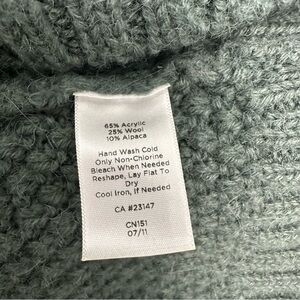 65% Acrylic
25% Wool
10% Alpaca
Hand Wash Cold
Only Non-Chlorine
Bleach When Needed
Reshape, Lay Flat To
Dry
Cool Iron, If Needed
CA #23147
CN151
07/11